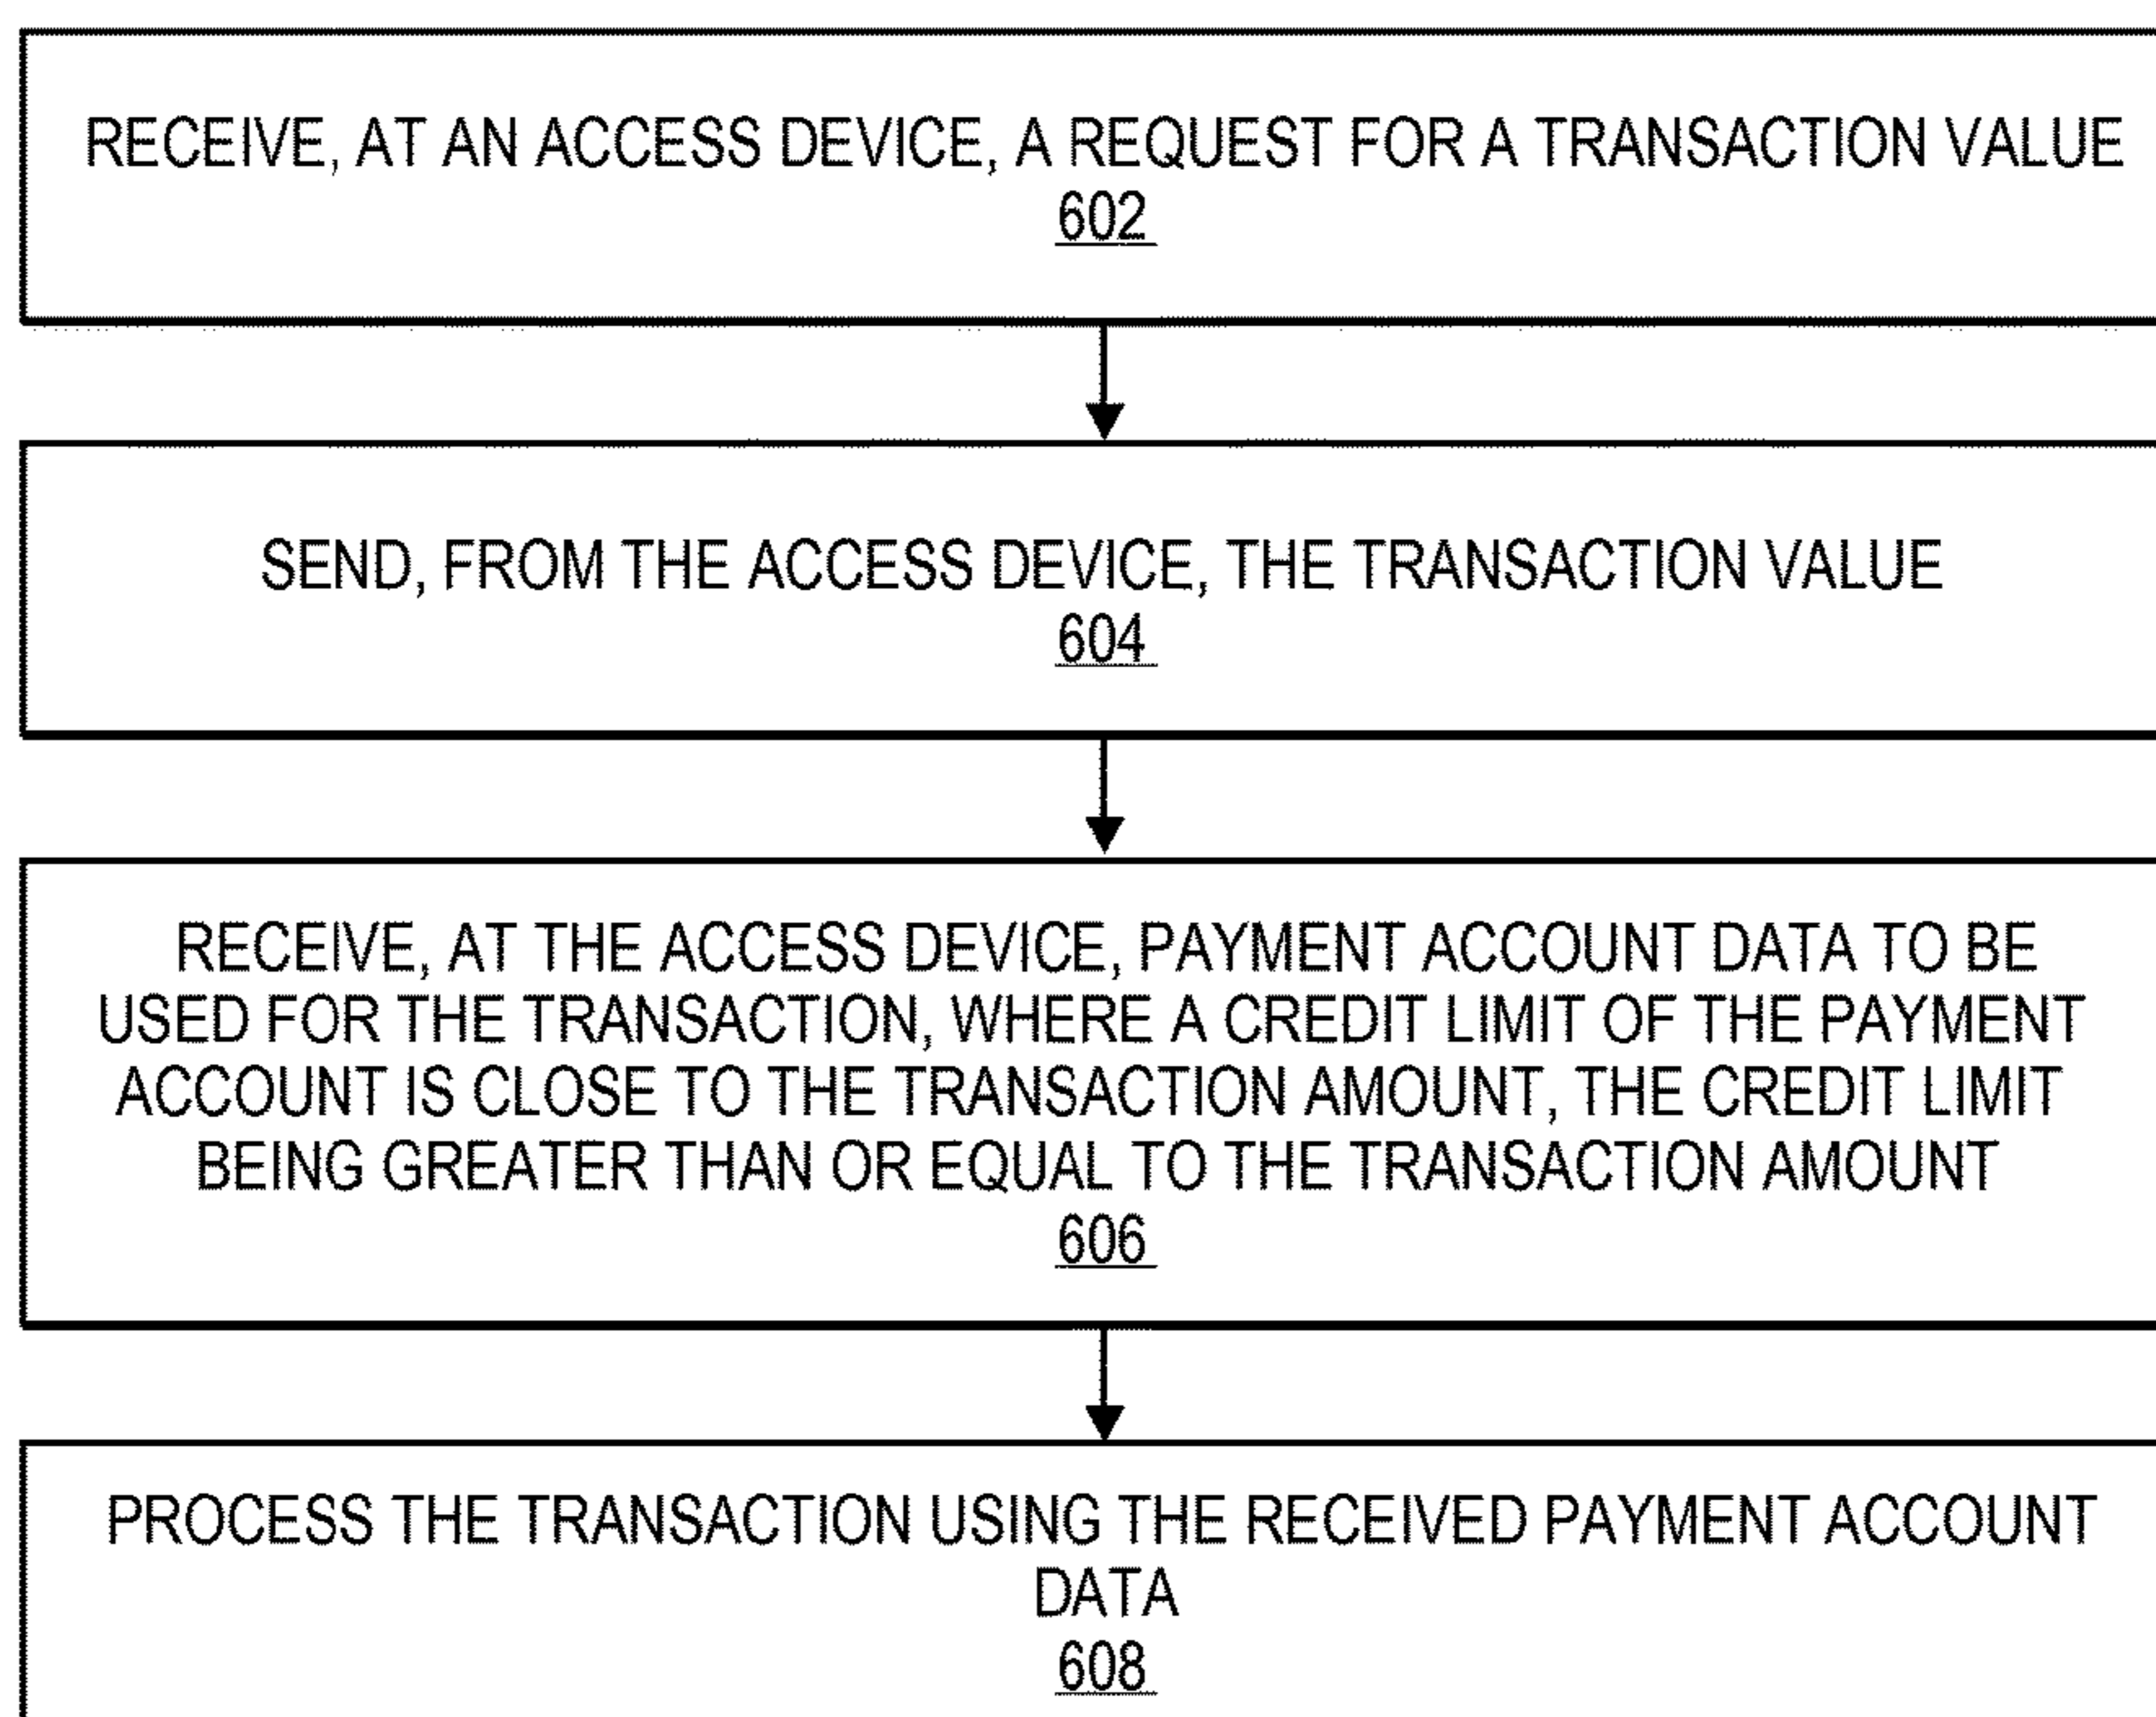 RECEIVE, AT AN ACCESS DEVICE, A REQUEST FOR A TRANSACTION VALUE
602
SEND, FROM THE ACCESS DEVICE, THE TRANSACTION VALUE
604
RECEIVE, AT THE ACCESS DEVICE, PAYMENT ACCOUNT DATA TO BE
USED FOR THE TRANSACTION, WHERE A CREDIT LIMIT OF THE PAYMENT
ACCOUNT IS CLOSE TO THE TRANSACTION AMOUNT, THE CREDIT LIMIT
BEING GREATER THAN OR EQUAL TO THE TRANSACTION AMOUNT
606
PROCESS THE TRANSACTION USING THE RECEIVED PAYMENT ACCOUNT
DATA
608